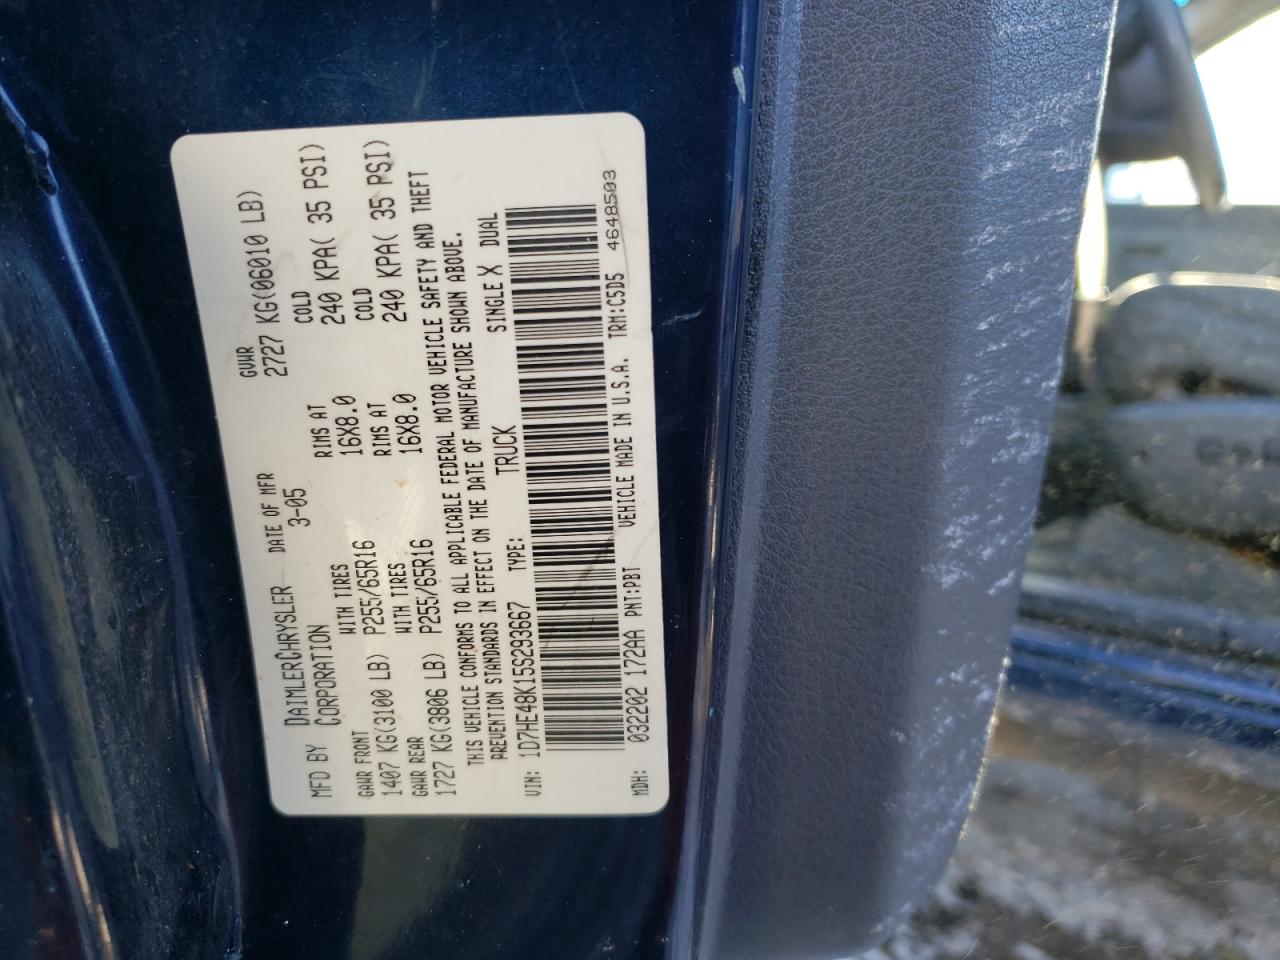 MFD BY DAIMLERCHRYSLER CORPORATION DATE OF MFR 3-05 GVWR 2727 KG(06010 LB)
GAWR FRONT WITH TIRES RIMS AT COLD
1407 KG(3100 LB) P255/65R16 16X8.0 240 KPA( 35 PSI)
GAWR REAR WITH TIRES RIMS AT COLD
1727 KG(3806 LB) P255/65R16 16X8.0 240 KPA( 35 PSI)
THIS VEHICLE CONFORMS TO ALL APPLICABLE FEDERAL MOTOR VEHICLE SAFETY AND THEFT
PREVENTION STANDARDS IN EFFECT ON THE DATE OF MANUFACTURE SHOWN ABOVE.
VIN: 1D7HE48K15S293667 TYPE: TRUCK SINGLE X DUAL
MDH: 032202 172AA PNT:PBT VEHICLE MADE IN U.S.A. TRM:C5D5 4648503